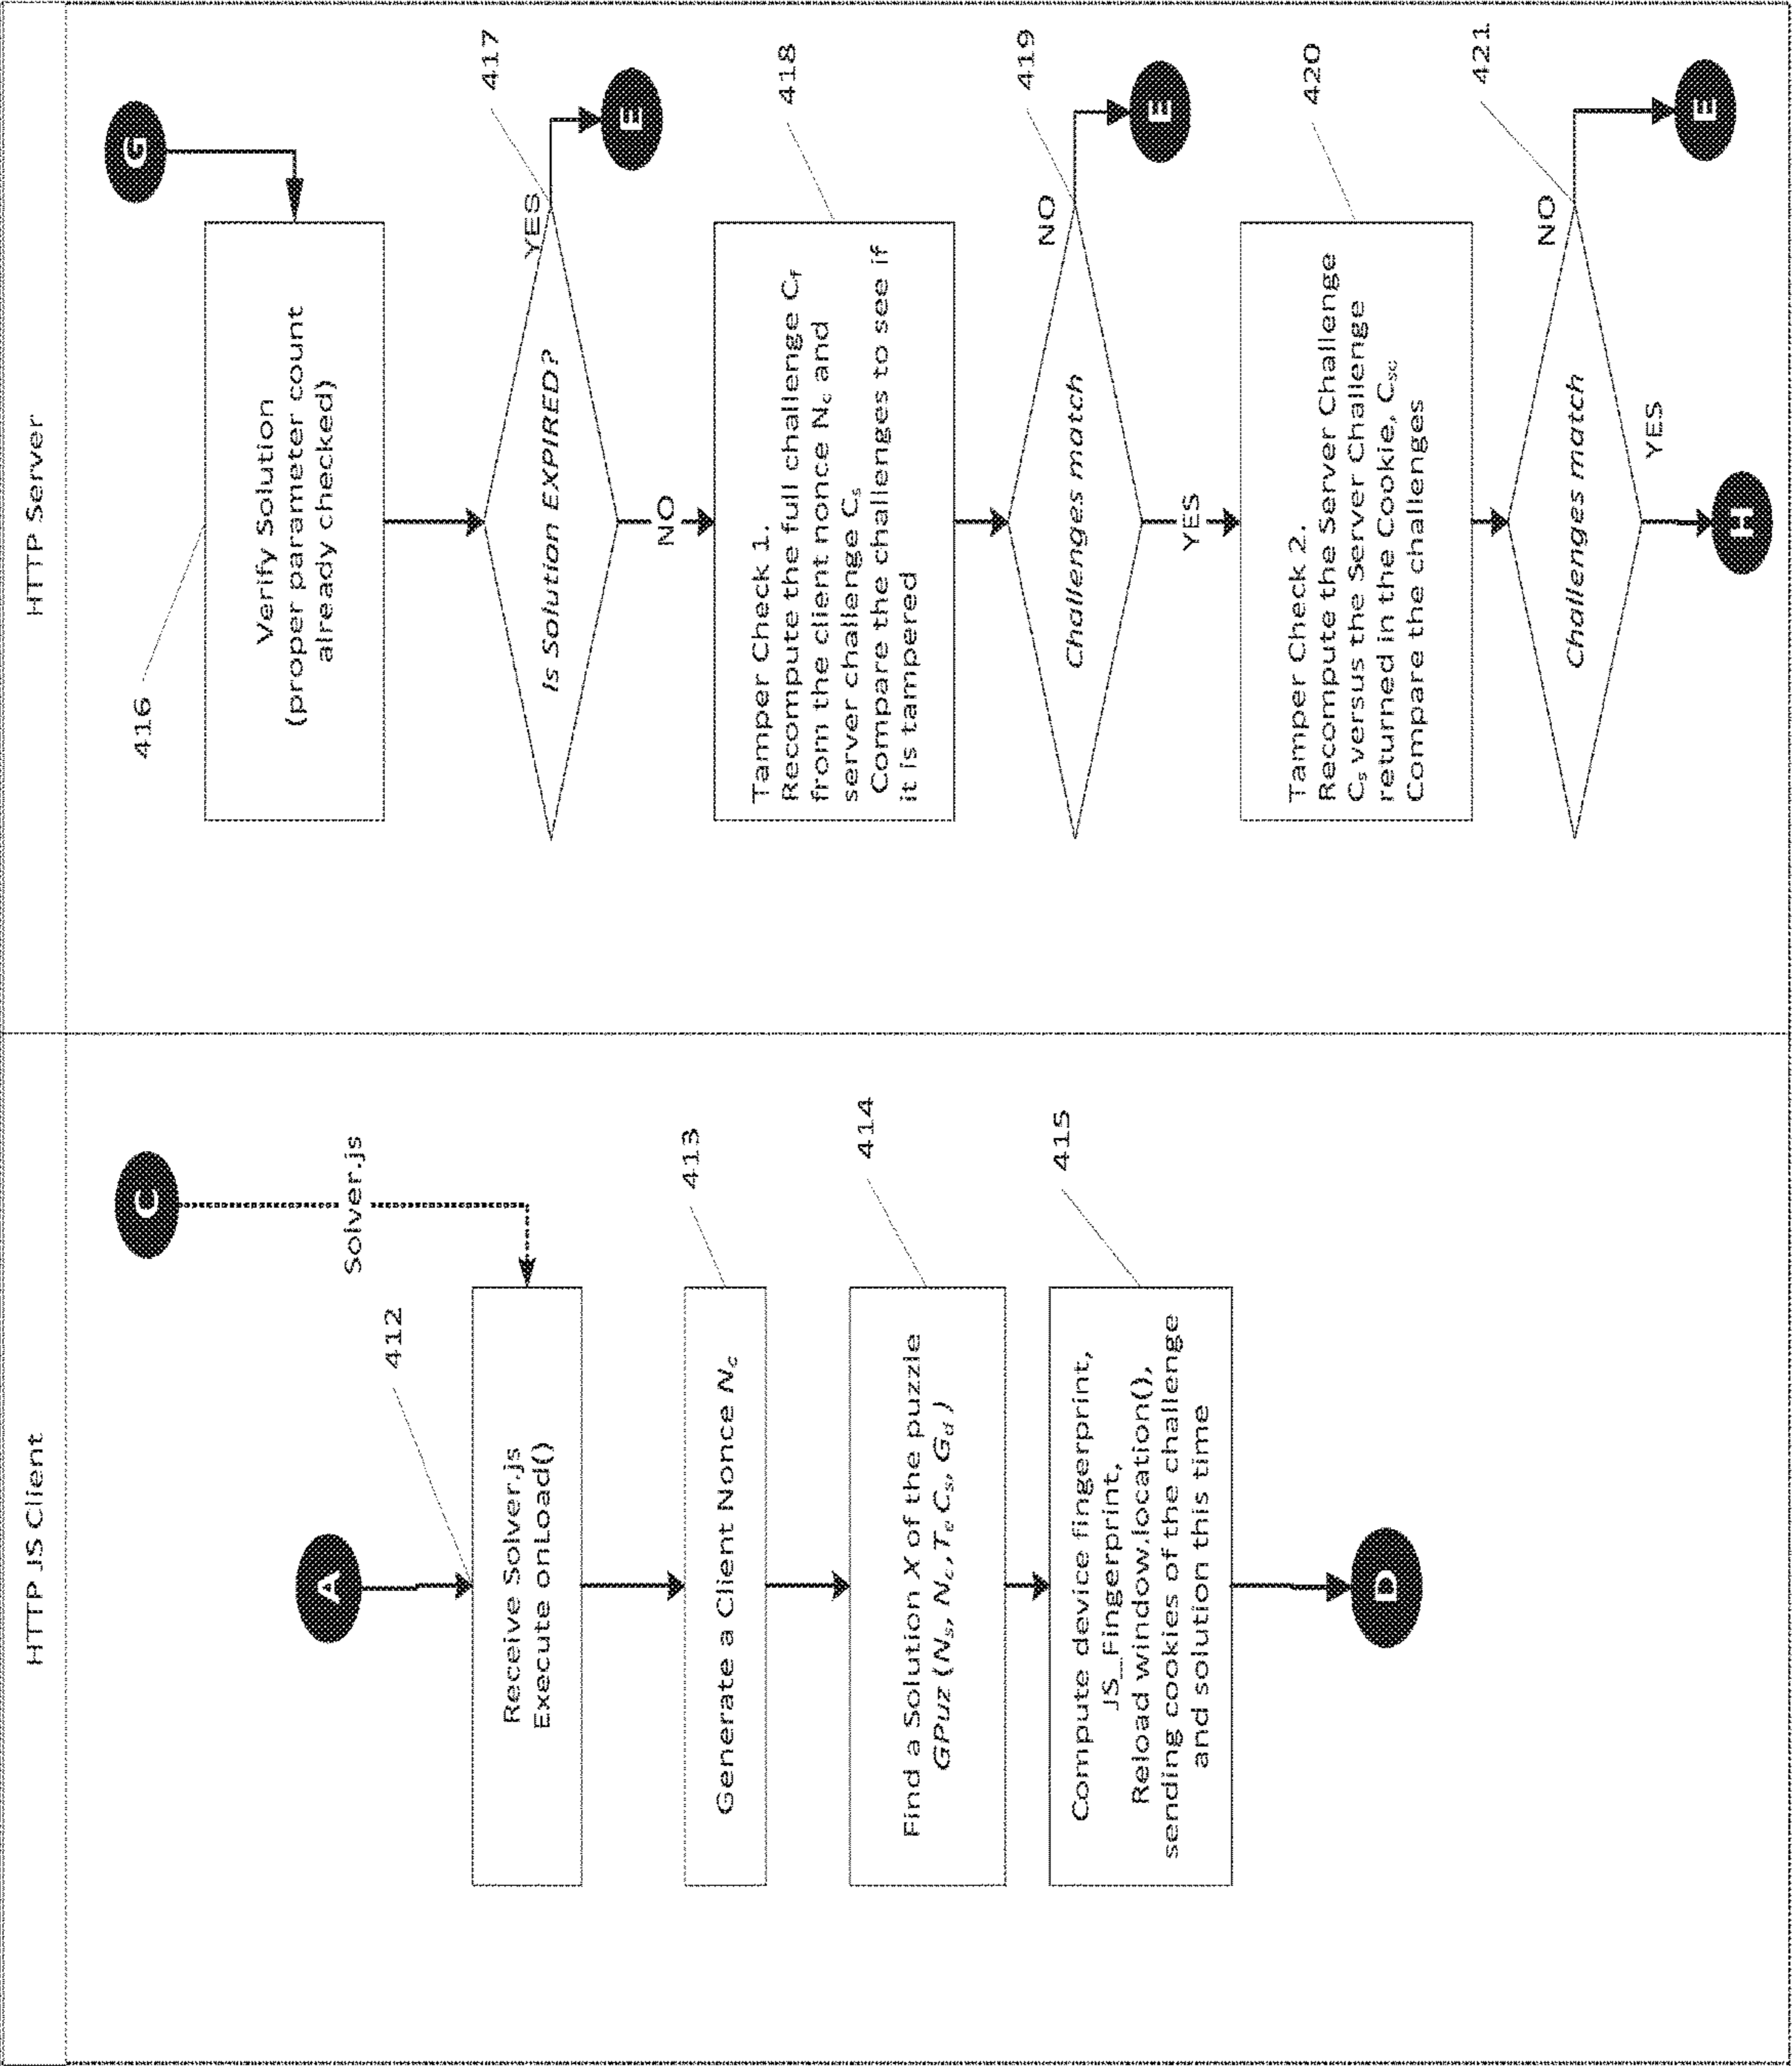 HTTP JS Client
HTTP Server
A
C
Solver.js
412
Receive Solver.js
Execute onLoad()
413
Generate a Client Nonce Nc
414
Find a Solution X of the puzzle
GPuz (Ns, Nc, Te Cs, Gd)
415
Compute device fingerprint,
JS_Fingerprint,
Reload window.location(),
sending cookies of the challenge
and solution this time
D
G
416
Verify Solution
(proper parameter count
already checked)
417
Is Solution EXPIRED?
YES
E
NO
418
Tamper Check 1.
Recompute the full challenge Cf
from the client nonce Nc and
server challenge Cs
Compare the challenges to see if
it is tampered
419
Challenges match
NO
E
YES
420
Tamper Check 2.
Recompute the Server Challenge
Cs versus the Server Challenge
returned in the Cookie, Csc
Compare the challenges
421
Challenges match
NO
E
YES
H